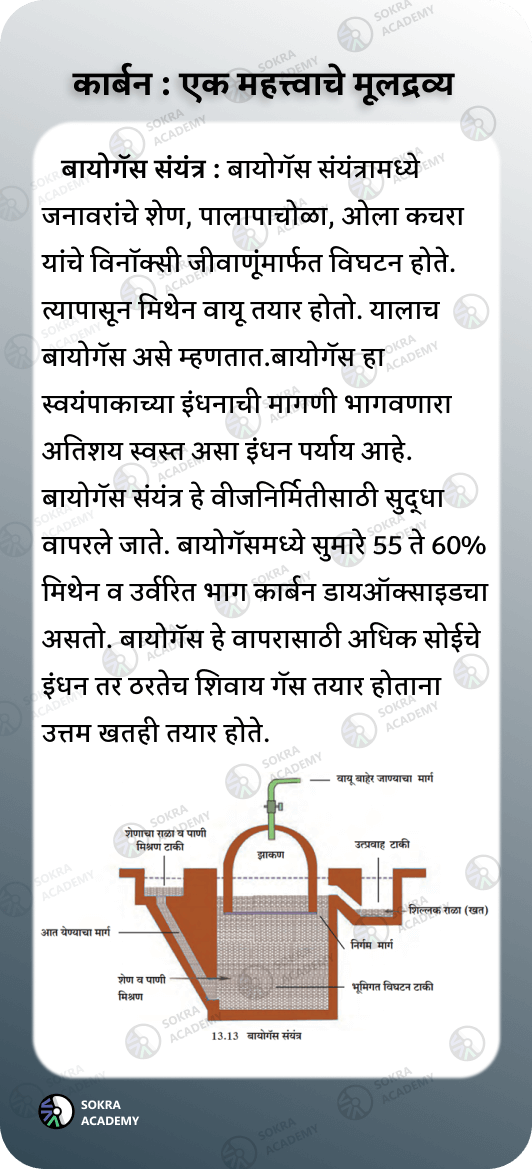 कार्बन : एक महत्त्वाचे मूलद्रव्य
बायोगॅस संयंत्र : बायोगॅस संयंत्रामध्ये
जनावरांचे शेण, पालापाचोळा, ओला कचरा
यांचे विनॉक्सी जीवाणूंमार्फत विघटन होते.
त्यापासून मिथेन वायू तयार होतो. यालाच
बायोगॅस असे म्हणतात.बायोगॅस हा
स्वयंपाकाच्या इंधनाची मागणी भागवणारा
अतिशय स्वस्त असा इंधन पर्याय आहे.
बायोगॅस संयंत्र हे वीजनिर्मितीसाठी सुद्धा
वापरले जाते. बायोगॅसमध्ये सुमारे 55 ते 60%
मिथेन व उर्वरित भाग कार्बन डायऑक्साइडचा
असतो. बायोगॅस हे वापरासाठी अधिक सोईचे
इंधन तर ठरतेच शिवाय गॅस तयार होताना
उत्तम खतही तयार होते.
वायू बाहेर जाण्याचा मार्ग
शेणाचा राळा व पाणी
मिश्रण टाकी
झाकण
उत्प्रवाह टाकी
शिल्लक राळा (खत)
आत येण्याचा मार्ग
निर्गम मार्ग
शेण व पाणी
मिश्रण
भूमिगत विघटन टाकी
13.13 बायोगॅस संयंत्र
SOKRA
ACADEMY